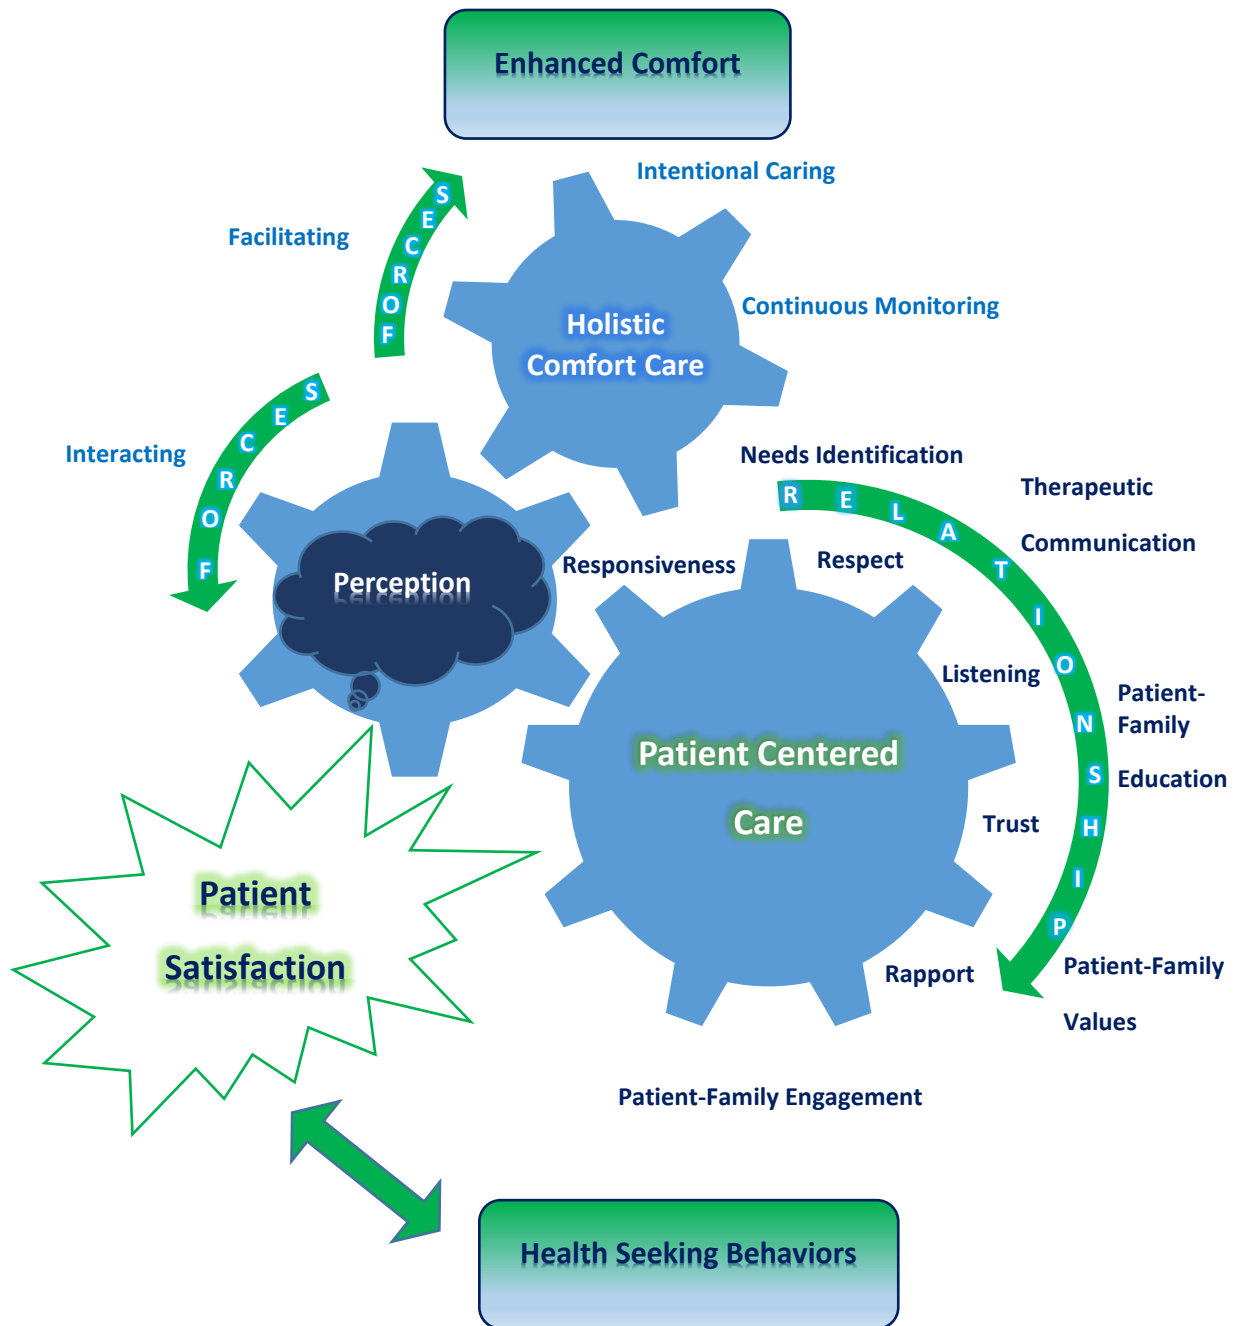 Enhanced Comfort
Intentional Caring
Facilitating
FORCES
Continuous Monitoring
Holistic
Comfort Care
Interacting
FORCES
Needs Identification
RELATIONSHIP
Therapeutic
Communication
Responsiveness
Respect
Perception
Listening
Patient-
Family
Education
Patient Centered
Care
Trust
Patient
Satisfaction
Rapport
Patient-Family
Values
Patient-Family Engagement
Health Seeking Behaviors